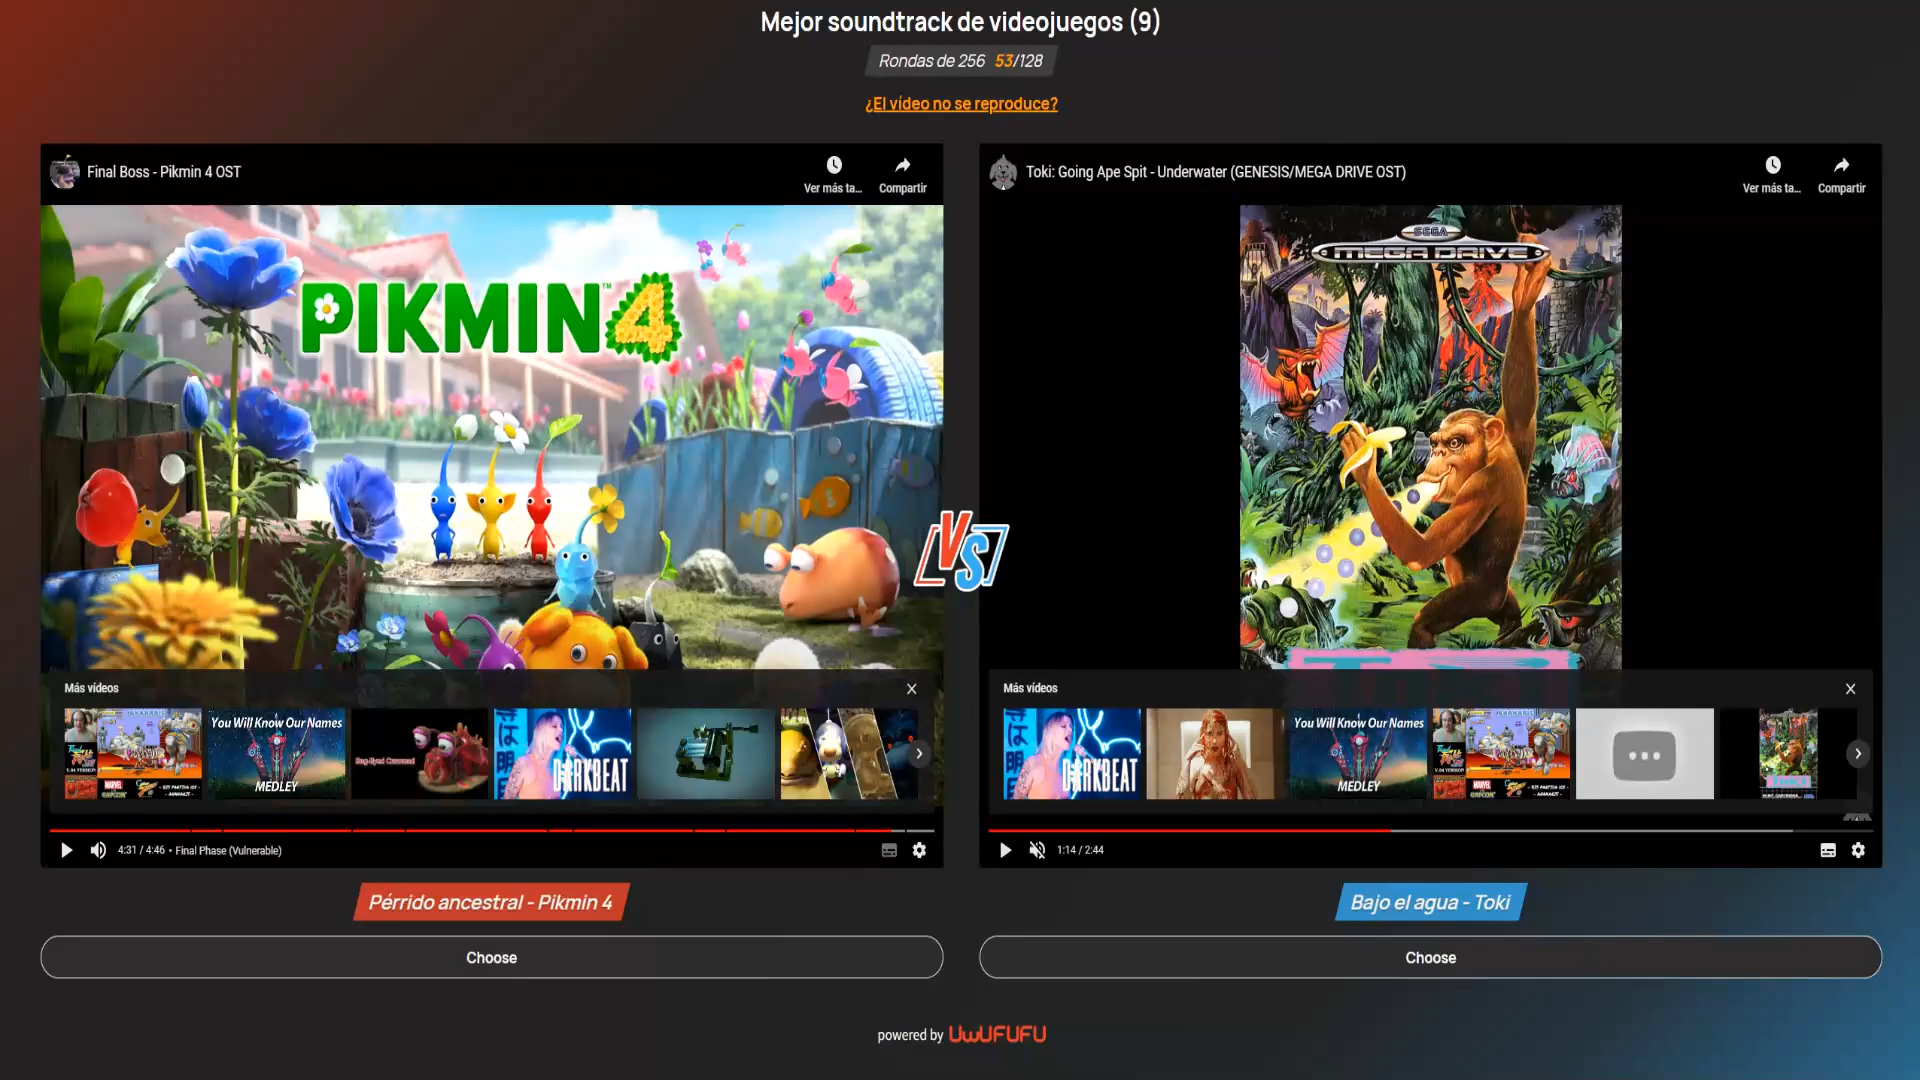 Mejor soundtrack de videojuegos (9)
Rondas de 256 53/128
¿El vídeo no se reproduce?
Final Boss - Pikmin 4 OST
Ver más ta...
Compartir
PIKMIN 4
Más vídeos
You Will Know Our Names
MEDLEY
Bug-Eyed Crawmad
DARKBEAT
4:31 / 4:46 • Final Phase (Vulnerable)
Pérrido ancestral - Pikmin 4
Choose
VS
Toki: Going Ape Spit - Underwater (GENESIS/MEGA DRIVE OST)
Ver más ta...
Compartir
SEGA
MEGA DRIVE
Más vídeos
DARKBEAT
You Will Know Our Names
MEDLEY
1:14 / 2:44
Bajo el agua - Toki
Choose
powered by UwUFUFU